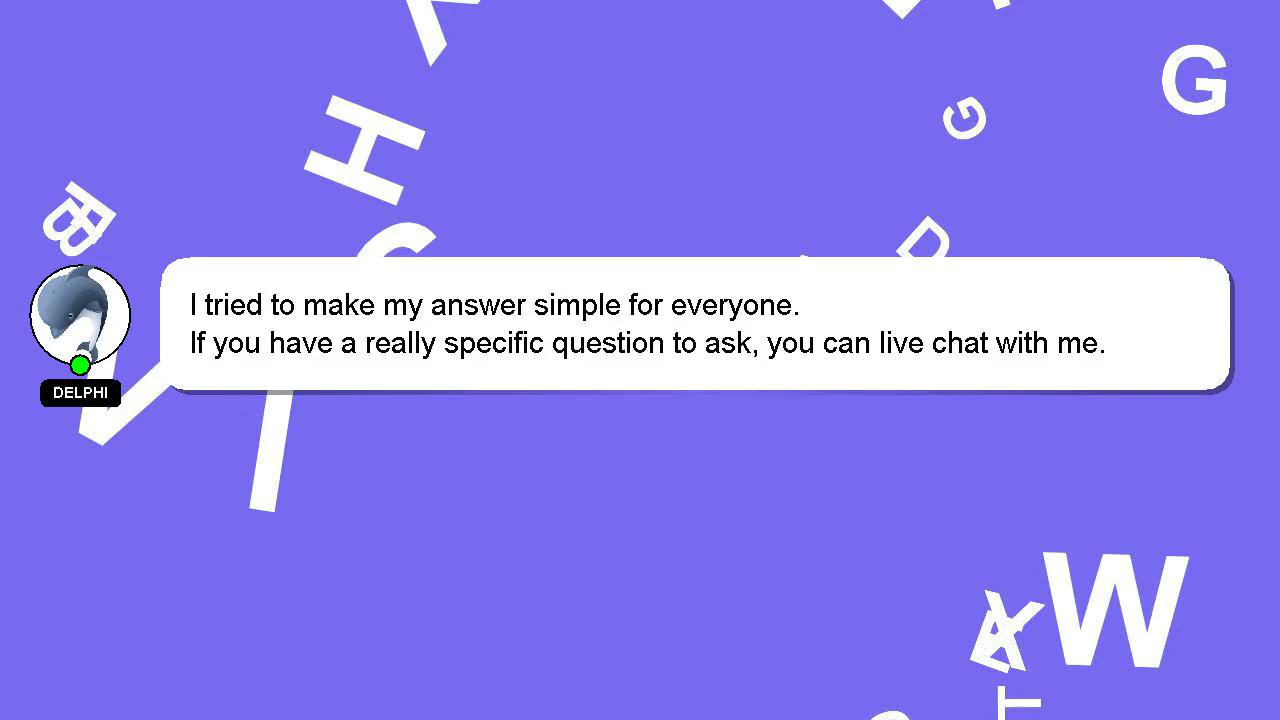 I tried to make my answer simple for everyone.
If you have a really specific question to ask, you can live chat with me.
DELPHI
G
G
H
D
W
T